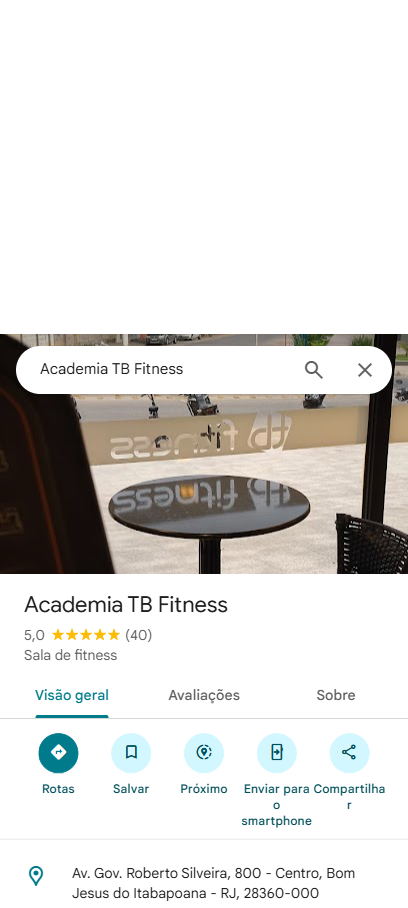 Academia TB Fitness
tb fitness
tb fitness
Academia TB Fitness
5,0 (40)
Sala de fitness
Visão geral Avaliações Sobre
Rotas Salvar Próximo Enviar para o smartphone Compartilhar
Av. Gov. Roberto Silveira, 800 - Centro, Bom
Jesus do Itabapoana - RJ, 28360-000